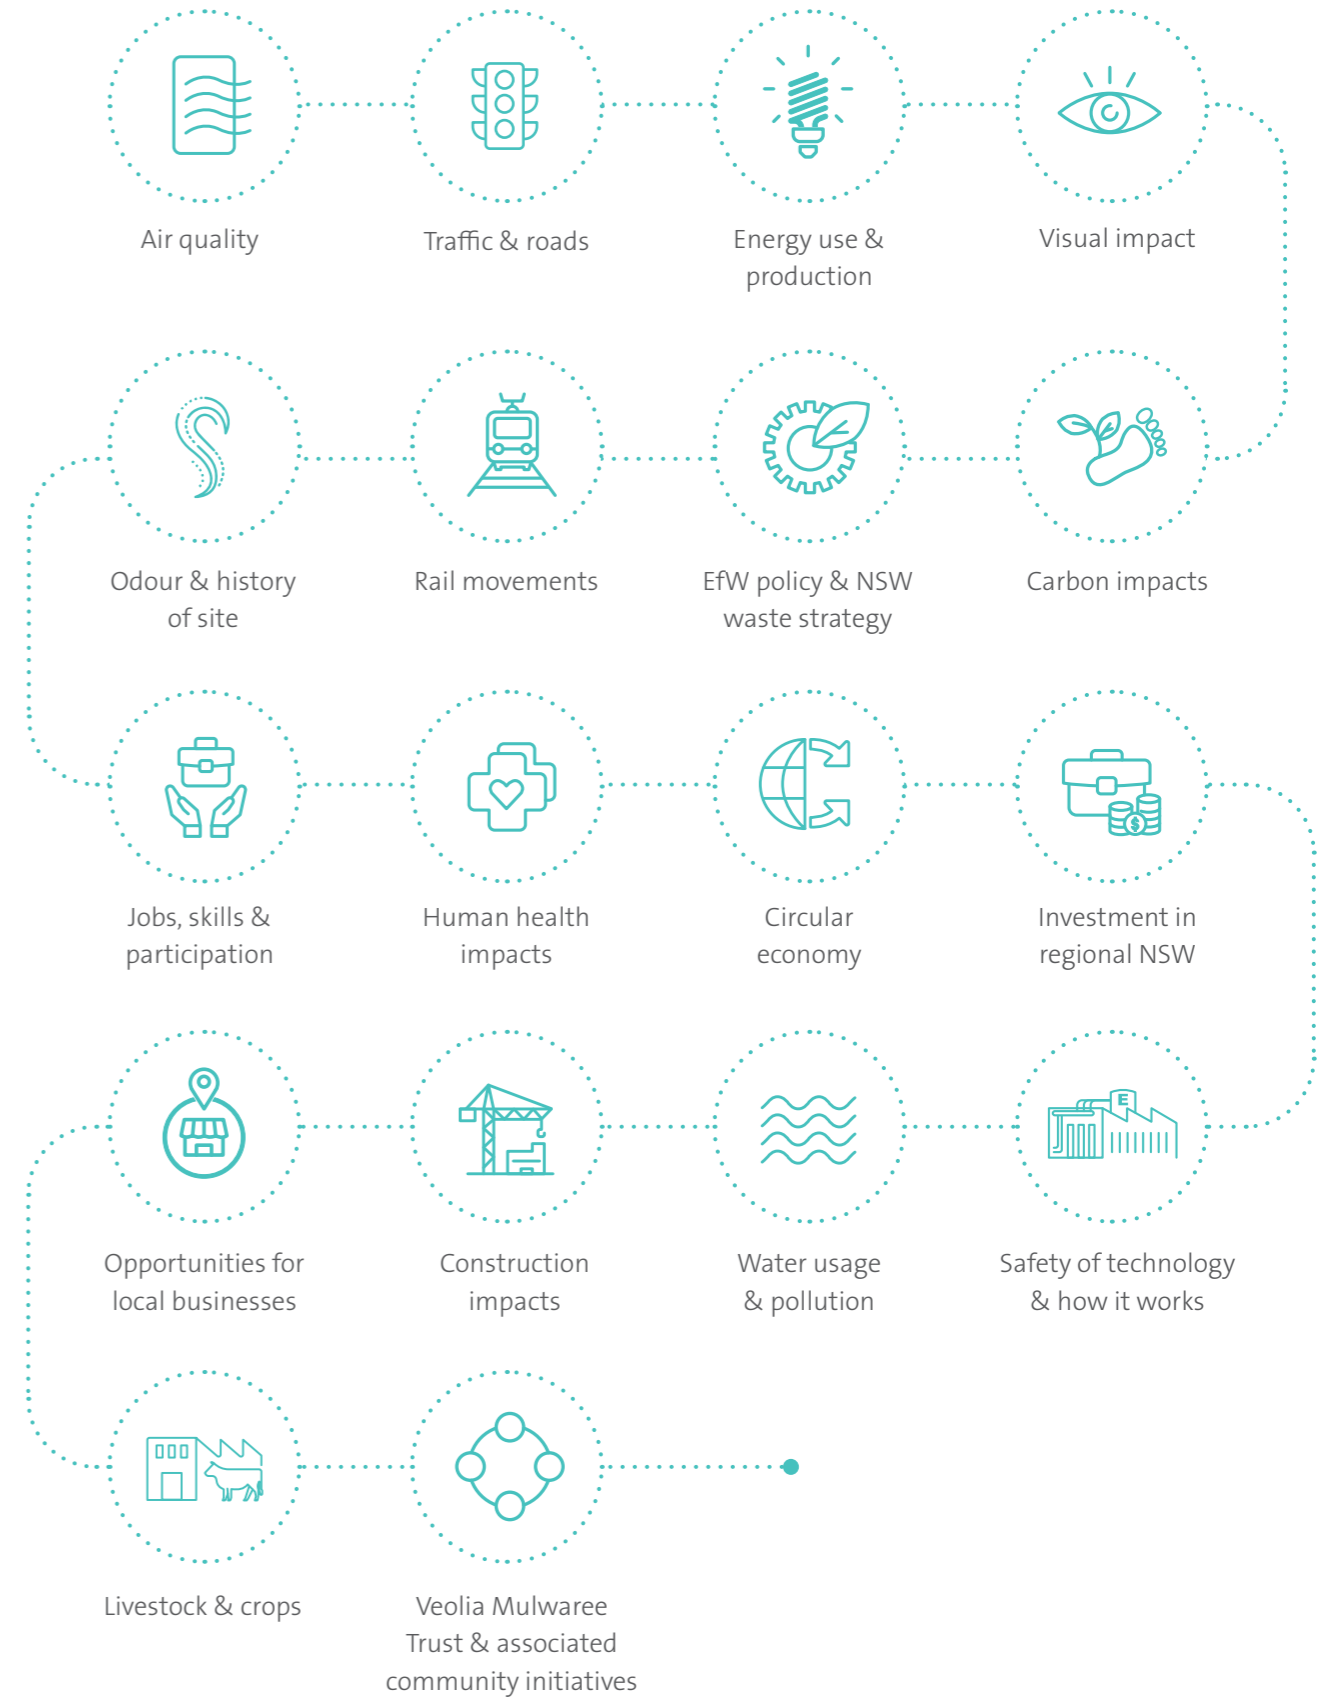 Air quality
Traffic & roads
Energy use &
production
Visual impact
Odour & history
of site
Rail movements
EfW policy & NSW
waste strategy
Carbon impacts
Jobs, skills &
participation
Human health
impacts
Circular
economy
$
Investment in
regional NSW
Opportunities for
local businesses
Construction
impacts
Water usage
& pollution
E
Safety of technology
& how it works
Livestock & crops
Veolia Mulwaree
Trust & associated
community initiatives